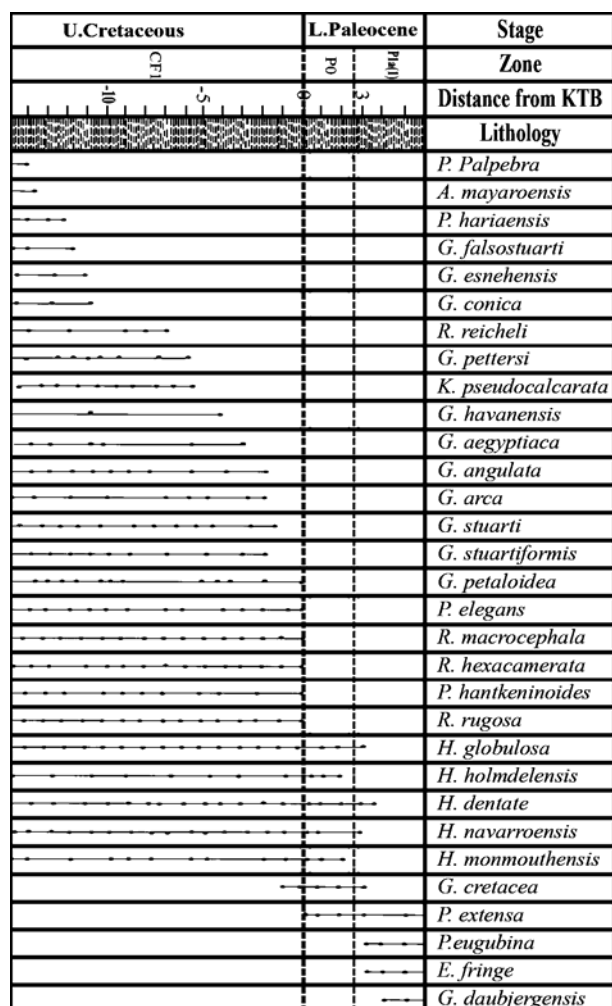 U.Cretaceous L.Paleocene Stage
CF1 P0 P1a(1) Zone
-10 -5 0 3 Distance from KTB
Lithology
P. Palpebra
A. mayaroensis
P. hariaensis
G. falsostuarti
G. esnehensis
G. conica
R. reicheli
G. pettersi
K. pseudocalcarata
G. havanensis
G. aegyptiaca
G. angulata
G. arca
G. stuarti
G. stuartiformis
G. petaloidea
P. elegans
R. macrocephala
R. hexacamerata
P. hantkeninoides
R. rugosa
H. globulosa
H. holmdelensis
H. dentate
H. navarroensis
H. monmouthensis
G. cretacea
P. extensa
P.eugubina
E. fringe
G. daubjergensis